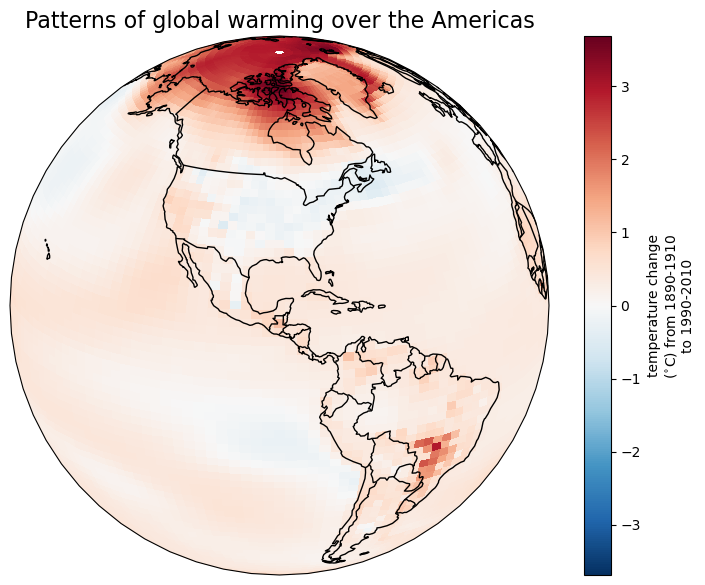 Patterns of global warming over the Americas
3
2
1
0
−1
−2
−3
temperature change
(°C) from 1890-1910
to 1990-2010